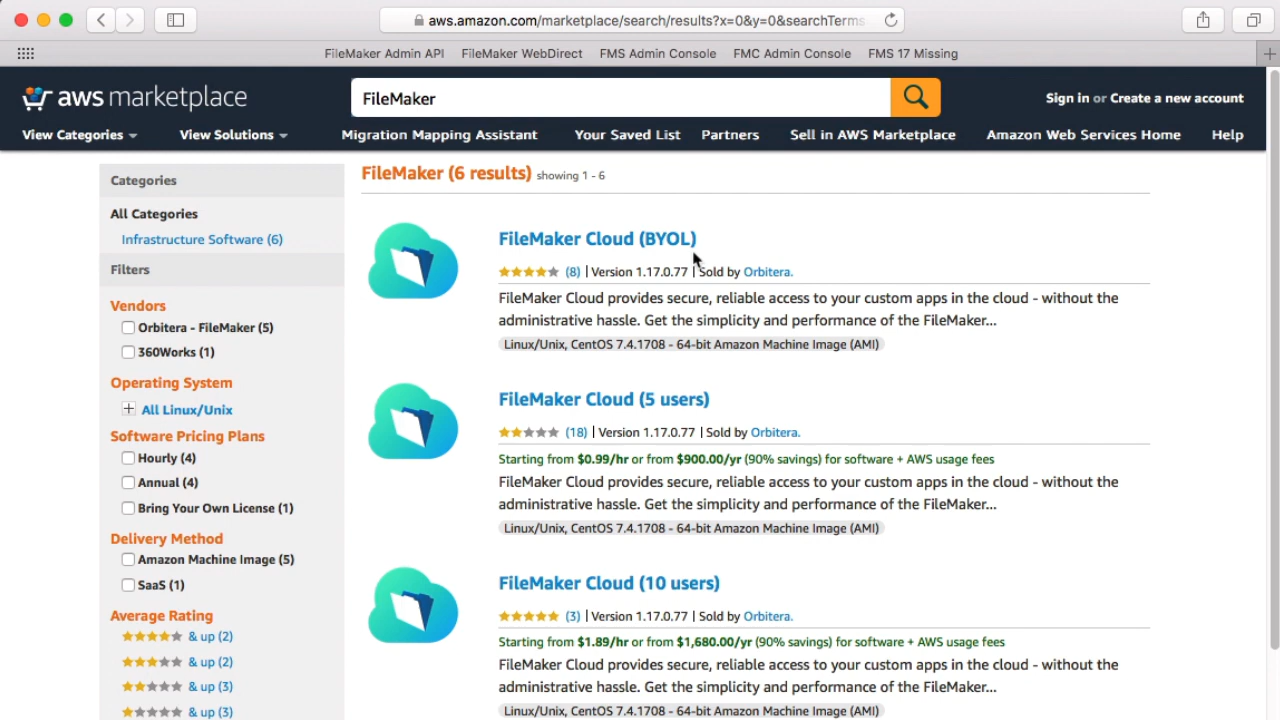 aws.amazon.com/marketplace/search/results?x=0&y=0&searchTerms
FileMaker Admin API FileMaker WebDirect FMS Admin Console FMC Admin Console FMS 17 Missing
aws marketplace
FileMaker
Sign in or Create a new account
View Categories View Solutions Migration Mapping Assistant Your Saved List Partners Sell in AWS Marketplace Amazon Web Services Home Help
Categories
All Categories
Infrastructure Software (6)
Filters
Vendors
Orbitera - FileMaker (5)
360Works (1)
Operating System
All Linux/Unix
Software Pricing Plans
Hourly (4)
Annual (4)
Bring Your Own License (1)
Delivery Method
Amazon Machine Image (5)
SaaS (1)
Average Rating
& up (2)
& up (2)
& up (3)
& up (3)
FileMaker (6 results) showing 1 - 6
FileMaker Cloud (BYOL)
(8) | Version 1.17.0.77 | Sold by Orbitera.
FileMaker Cloud provides secure, reliable access to your custom apps in the cloud - without the
administrative hassle. Get the simplicity and performance of the FileMaker...
Linux/Unix, CentOS 7.4.1708 - 64-bit Amazon Machine Image (AMI)
FileMaker Cloud (5 users)
(18) | Version 1.17.0.77 | Sold by Orbitera.
Starting from $0.99/hr or from $900.00/yr (90% savings) for software + AWS usage fees
FileMaker Cloud provides secure, reliable access to your custom apps in the cloud - without the
administrative hassle. Get the simplicity and performance of the FileMaker...
Linux/Unix, CentOS 7.4.1708 - 64-bit Amazon Machine Image (AMI)
FileMaker Cloud (10 users)
(3) | Version 1.17.0.77 | Sold by Orbitera.
Starting from $1.89/hr or from $1,680.00/yr (90% savings) for software + AWS usage fees
FileMaker Cloud provides secure, reliable access to your custom apps in the cloud - without the
administrative hassle. Get the simplicity and performance of the FileMaker...
Linux/Unix, CentOS 7.4.1708 - 64-bit Amazon Machine Image (AMI)